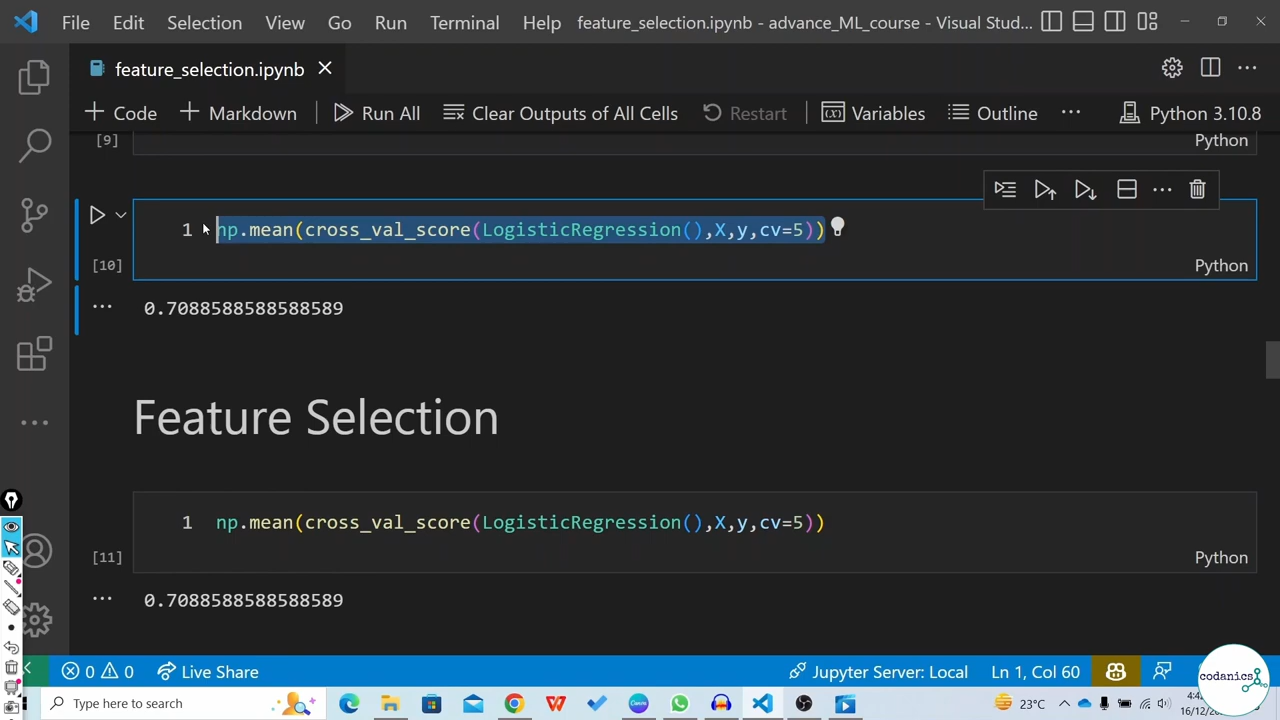 File Edit Selection View Go Run Terminal Help feature_selection.ipynb - advance_ML_course - Visual Stud...
feature_selection.ipynb
Code Markdown Run All Clear Outputs of All Cells Restart Variables Outline ... Python 3.10.8
[9] Python
1 np.mean(cross_val_score(LogisticRegression(),X,y,cv=5))
[10] Python
... 0.7088588588588589
Feature Selection
1 np.mean(cross_val_score(LogisticRegression(),X,y,cv=5))
[11] Python
... 0.7088588588588589
0 0 Live Share Jupyter Server: Local Ln 1, Col 60
codanics
Type here to search 23°C
16/12/